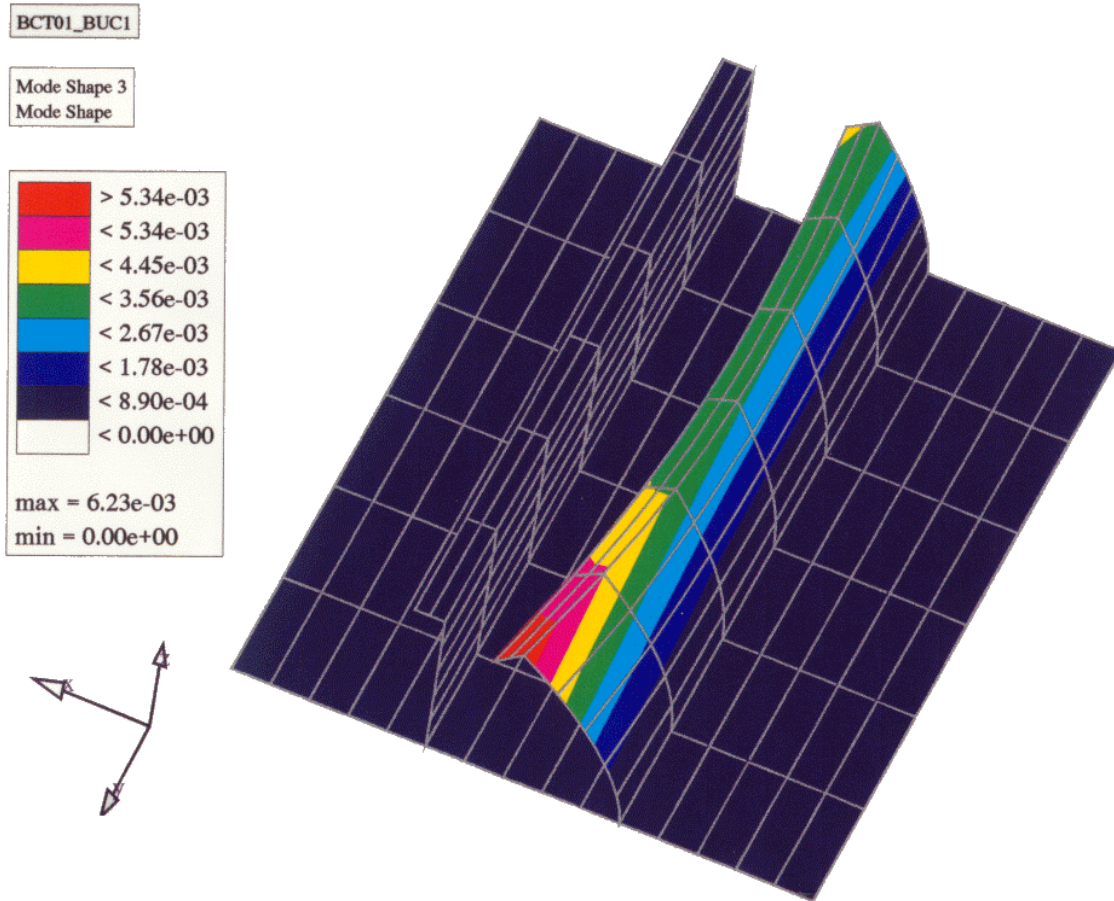 BCT01_BUC1
Mode Shape 3
Mode Shape
> 5.34e-03
< 5.34e-03
< 4.45e-03
< 3.56e-03
< 2.67e-03
< 1.78e-03
< 8.90e-04
< 0.00e+00
max = 6.23e-03
min = 0.00e+00